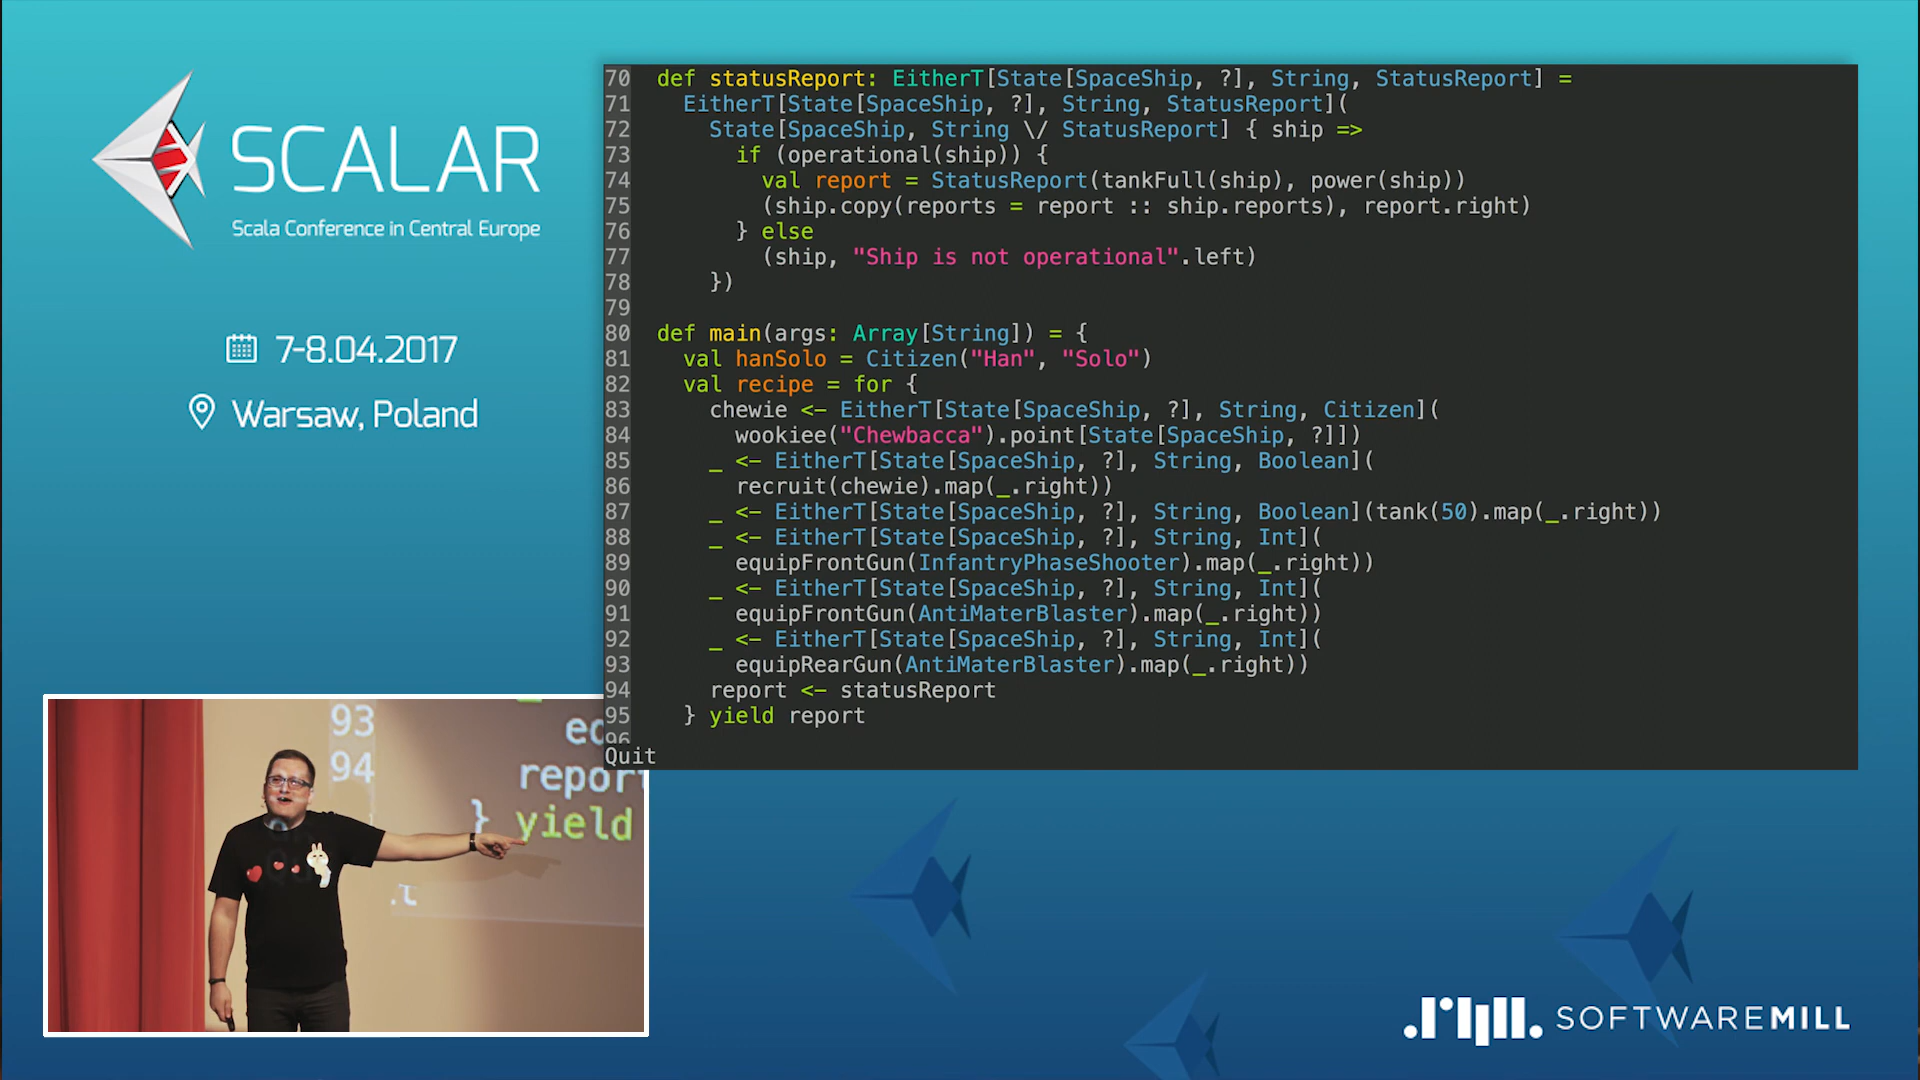 SCALAR
Scala Conference in Central Europe
7-8.04.2017
Warsaw, Poland
70 def statusReport: EitherT[State[SpaceShip, ?], String, StatusReport] =
71 EitherT[State[SpaceShip, ?], String, StatusReport](
72 State[SpaceShip, String \/ StatusReport] { ship =>
73 if (operational(ship)) {
74 val report = StatusReport(tankFull(ship), power(ship))
75 (ship.copy(reports = report :: ship.reports), report.right)
76 } else
77 (ship, "Ship is not operational".left)
78 })
79
80 def main(args: Array[String]) = {
81 val hanSolo = Citizen("Han", "Solo")
82 val recipe = for {
83 chewie <- EitherT[State[SpaceShip, ?], String, Citizen](
84 wookiee("Chewbacca").point[State[SpaceShip, ?]])
85 _ <- EitherT[State[SpaceShip, ?], String, Boolean](
86 recruit(chewie).map(_.right))
87 _ <- EitherT[State[SpaceShip, ?], String, Boolean](tank(50).map(_.right))
88 _ <- EitherT[State[SpaceShip, ?], String, Int](
89 equipFrontGun(InfantryPhaseShooter).map(_.right))
90 _ <- EitherT[State[SpaceShip, ?], String, Int](
91 equipFrontGun(AntiMaterBlaster).map(_.right))
92 _ <- EitherT[State[SpaceShip, ?], String, Int](
93 equipRearGun(AntiMaterBlaster).map(_.right))
94 report <- statusReport
95 } yield report
96
Quit
93 eq
94 report
} yield
SOFTWAREMILL